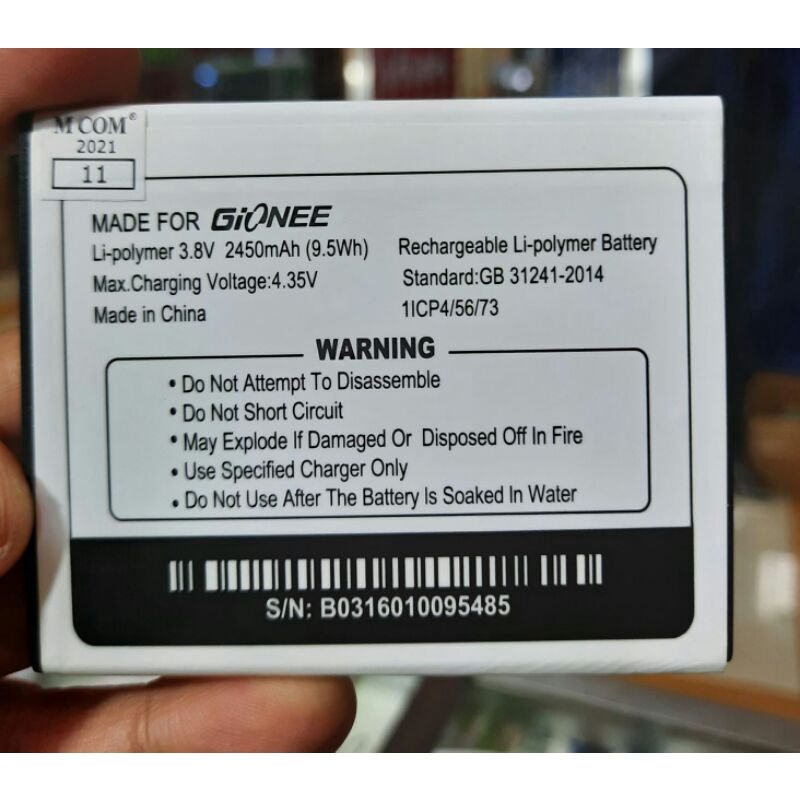 M COM®
2021
11
MADE FOR GIONEE
Li-polymer 3.8V 2450mAh (9.5Wh)
Max.Charging Voltage:4.35V
Made in China
Rechargeable Li-polymer Battery
Standard:GB 31241-2014
1ICP4/56/73
WARNING
• Do Not Attempt To Disassemble
• Do Not Short Circuit
• May Explode If Damaged Or Disposed Off In Fire
• Use Specified Charger Only
• Do Not Use After The Battery Is Soaked In Water
S/N: B0316010095485